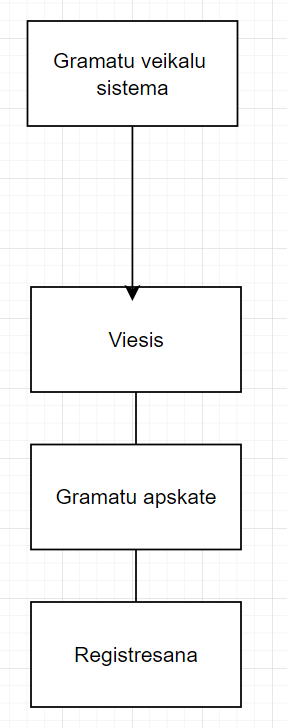 Gramatu veikalu
sistema
Viesis
Gramatu apskate
Registresana